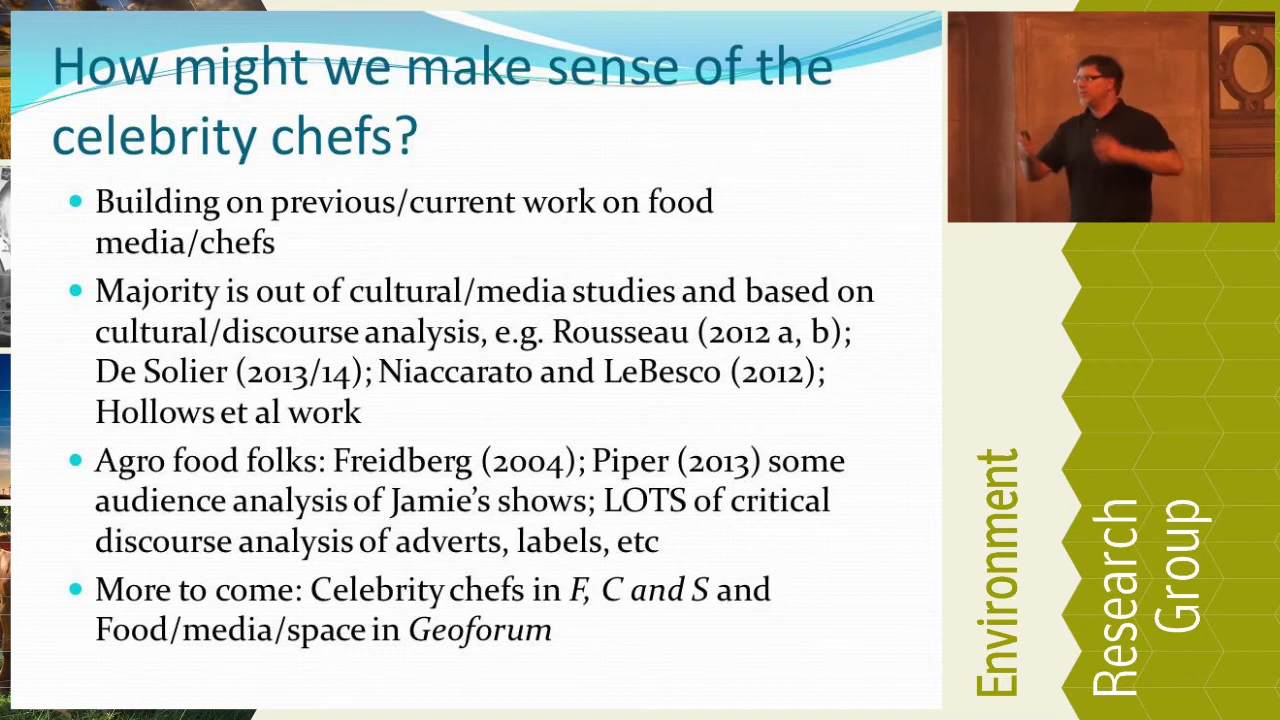 How might we make sense of the
celebrity chefs?
Building on previous/current work on food
media/chefs
Majority is out of cultural/media studies and based on
cultural/discourse analysis, e.g. Rousseau (2012 a, b);
De Solier (2013/14); Niaccarato and LeBesco (2012);
Hollows et al work
Agro food folks: Freidberg (2004); Piper (2013) some
audience analysis of Jamie's shows; LOTS of critical
discourse analysis of adverts, labels, etc
More to come: Celebrity chefs in F, C and S and
Food/media/space in Geoforum
Environment
Research
Group